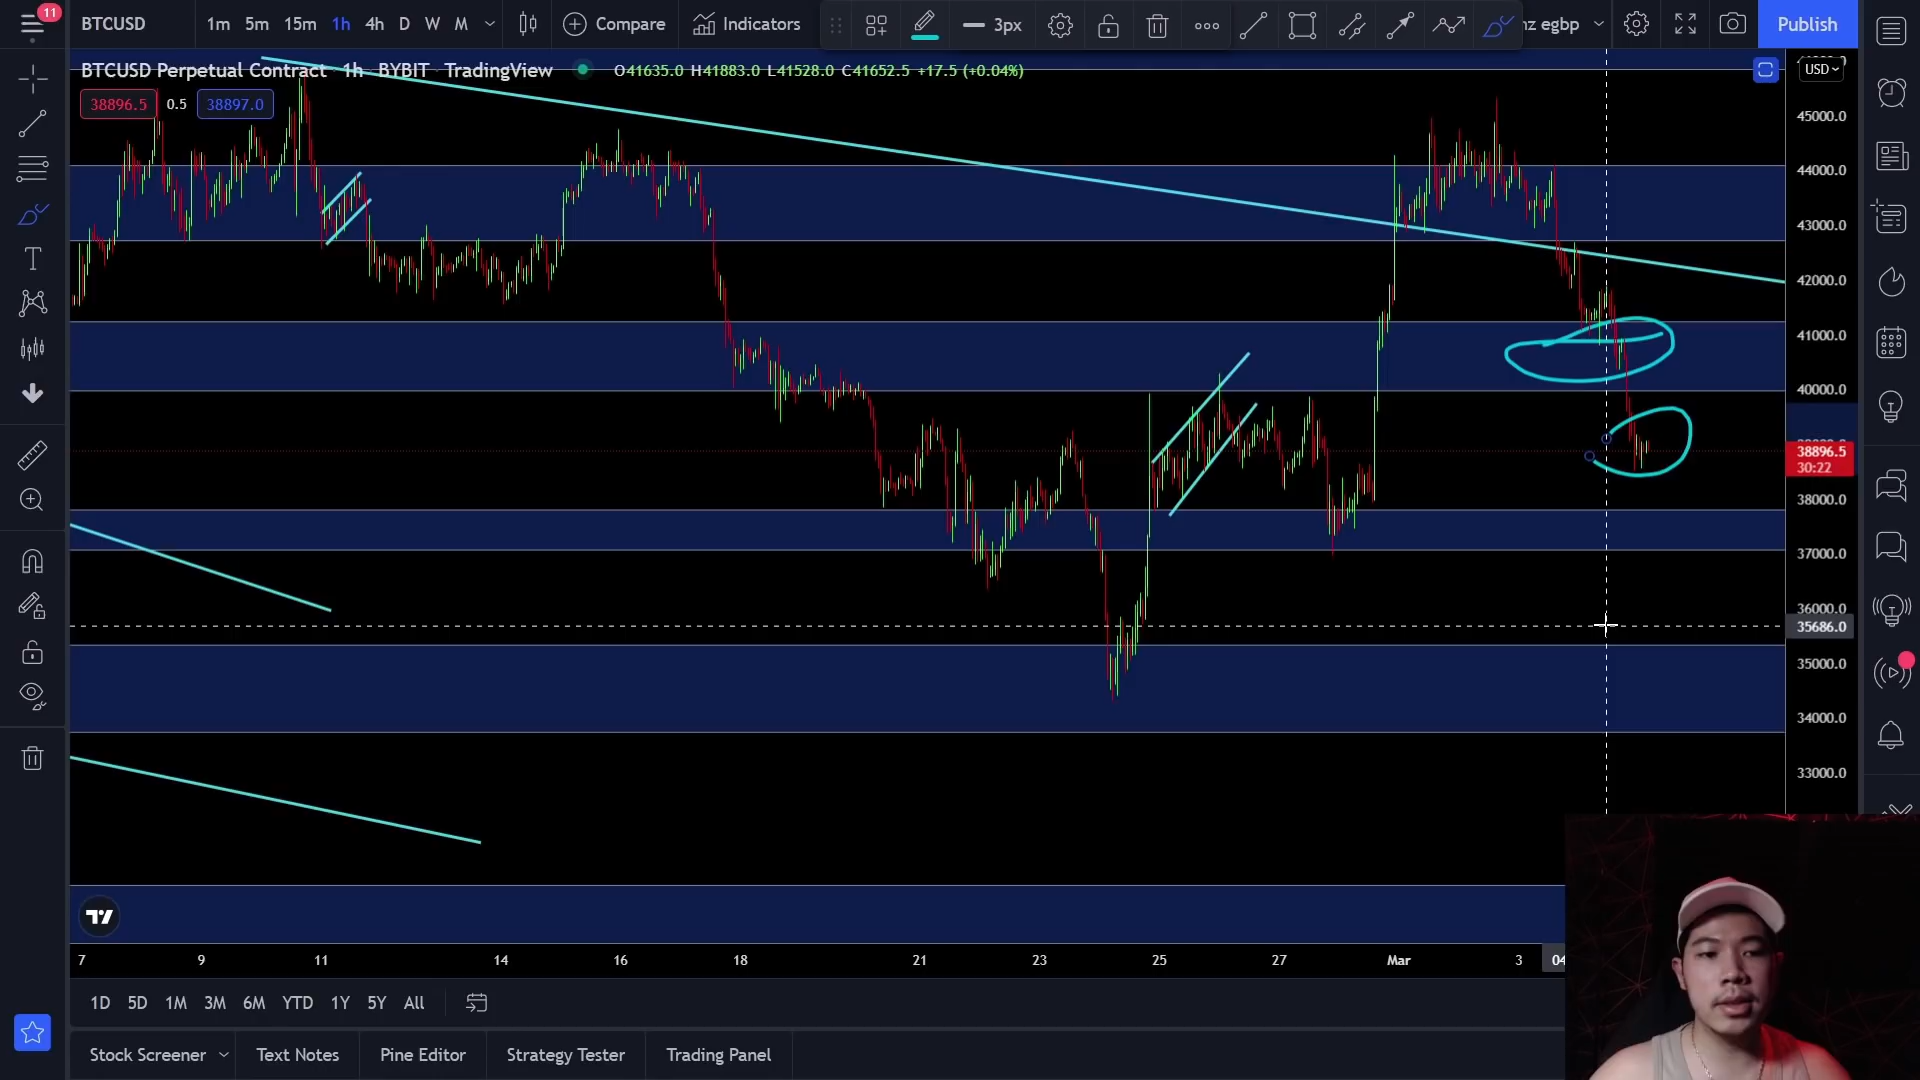 11
BTCUSD
1m 5m 15m 1h 4h D W M
Compare
Indicators
3px
nz egbp
Publish
BTCUSD Perpetual Contract · 1h · BYBIT · TradingView
O41635.0 H41883.0 L41528.0 C41652.5 +17.5 (+0.04%)
USD
38896.5 0.5 38897.0
45000.0
44000.0
43000.0
42000.0
41000.0
40000.0
38896.5
30:22
38000.0
37000.0
36000.0
35686.0
35000.0
34000.0
33000.0
7 9 11 14 16 18 21 23 25 27 Mar 3 04
1D 5D 1M 3M 6M YTD 1Y 5Y All
Stock Screener Text Notes Pine Editor Strategy Tester Trading Panel